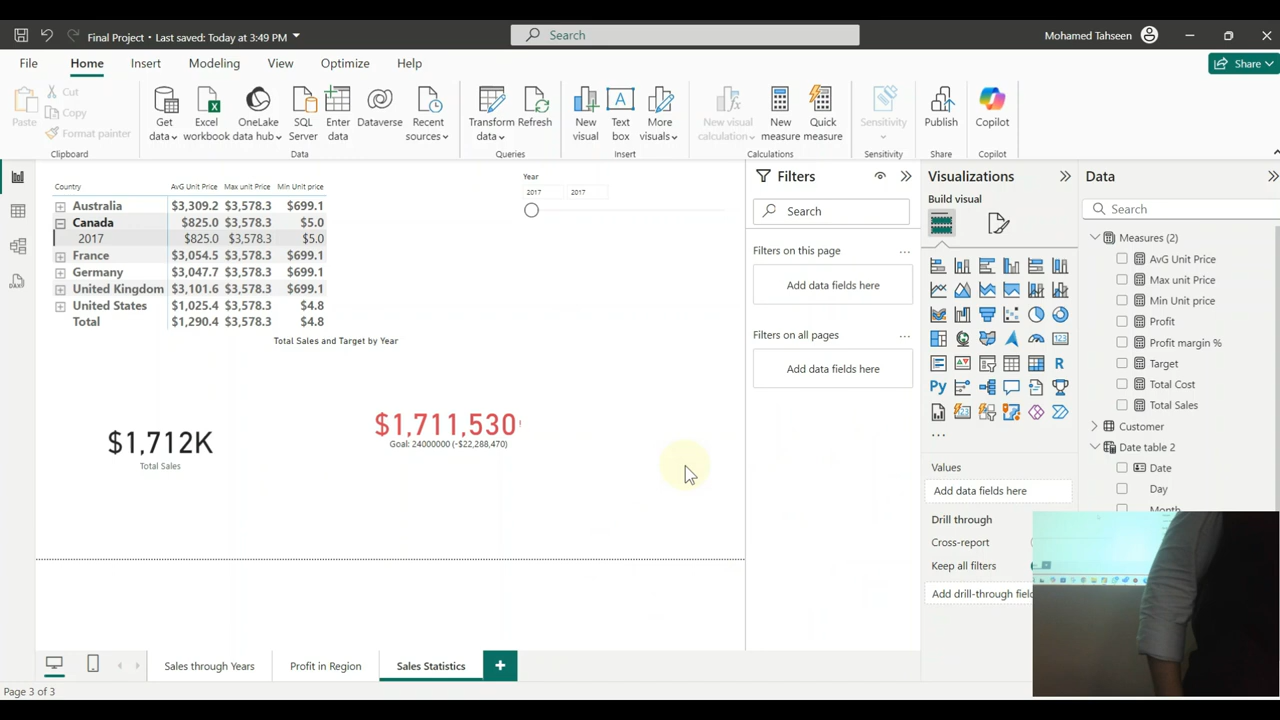 Final Project • Last saved: Today at 3:49 PM
Search
Mohamed Tahseen
File
Home
Insert
Modeling
View
Optimize
Help
Share
Paste
Cut
Copy
Format painter
Clipboard
Get data
Excel workbook
OneLake data hub
SQL Server
Enter data
Dataverse
Recent sources
Data
Transform data
Refresh
Queries
New visual
Text box
More visuals
Insert
New visual calculation
New measure
Quick measure
Calculations
Sensitivity
Sensitivity
Publish
Share
Copilot
Copilot
Country AvG Unit Price Max unit Price Min Unit price
Australia $3,309.2 $3,578.3 $699.1
Canada $825.0 $3,578.3 $5.0
2017 $825.0 $3,578.3 $5.0
France $3,054.5 $3,578.3 $699.1
Germany $3,047.7 $3,578.3 $699.1
United Kingdom $3,101.6 $3,578.3 $699.1
United States $1,025.4 $3,578.3 $4.8
Total $1,290.4 $3,578.3 $4.8
Year
2017 2017
Total Sales and Target by Year
$1,712K
Total Sales
$1,711,530!
Goal: 24000000 (-$22,288,470)
Filters
Search
Filters on this page
Add data fields here
Filters on all pages
Add data fields here
Visualizations
Build visual
R
Py
123
Values
Add data fields here
Drill through
Cross-report
Keep all filters
Add drill-through fiel
Data
Search
Measures (2)
AvG Unit Price
Max unit Price
Min Unit price
Profit
Profit margin %
Target
Total Cost
Total Sales
Customer
Date table 2
Date
Day
Month
Sales through Years
Profit in Region
Sales Statistics
Page 3 of 3